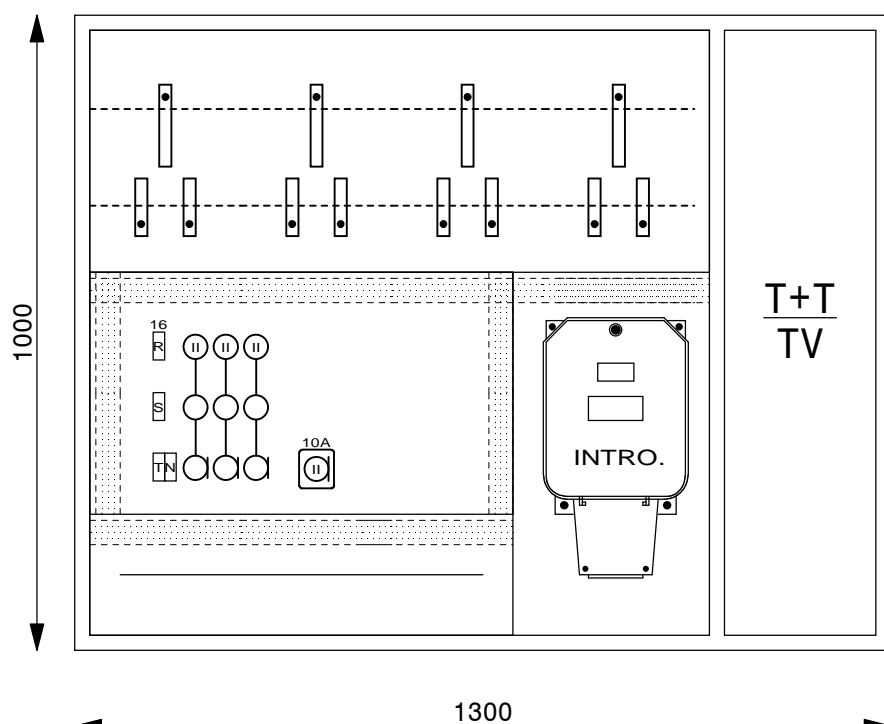 1000
16
R
II II II
S
10A
TN
II
INTRO.
T+T
TV
1300